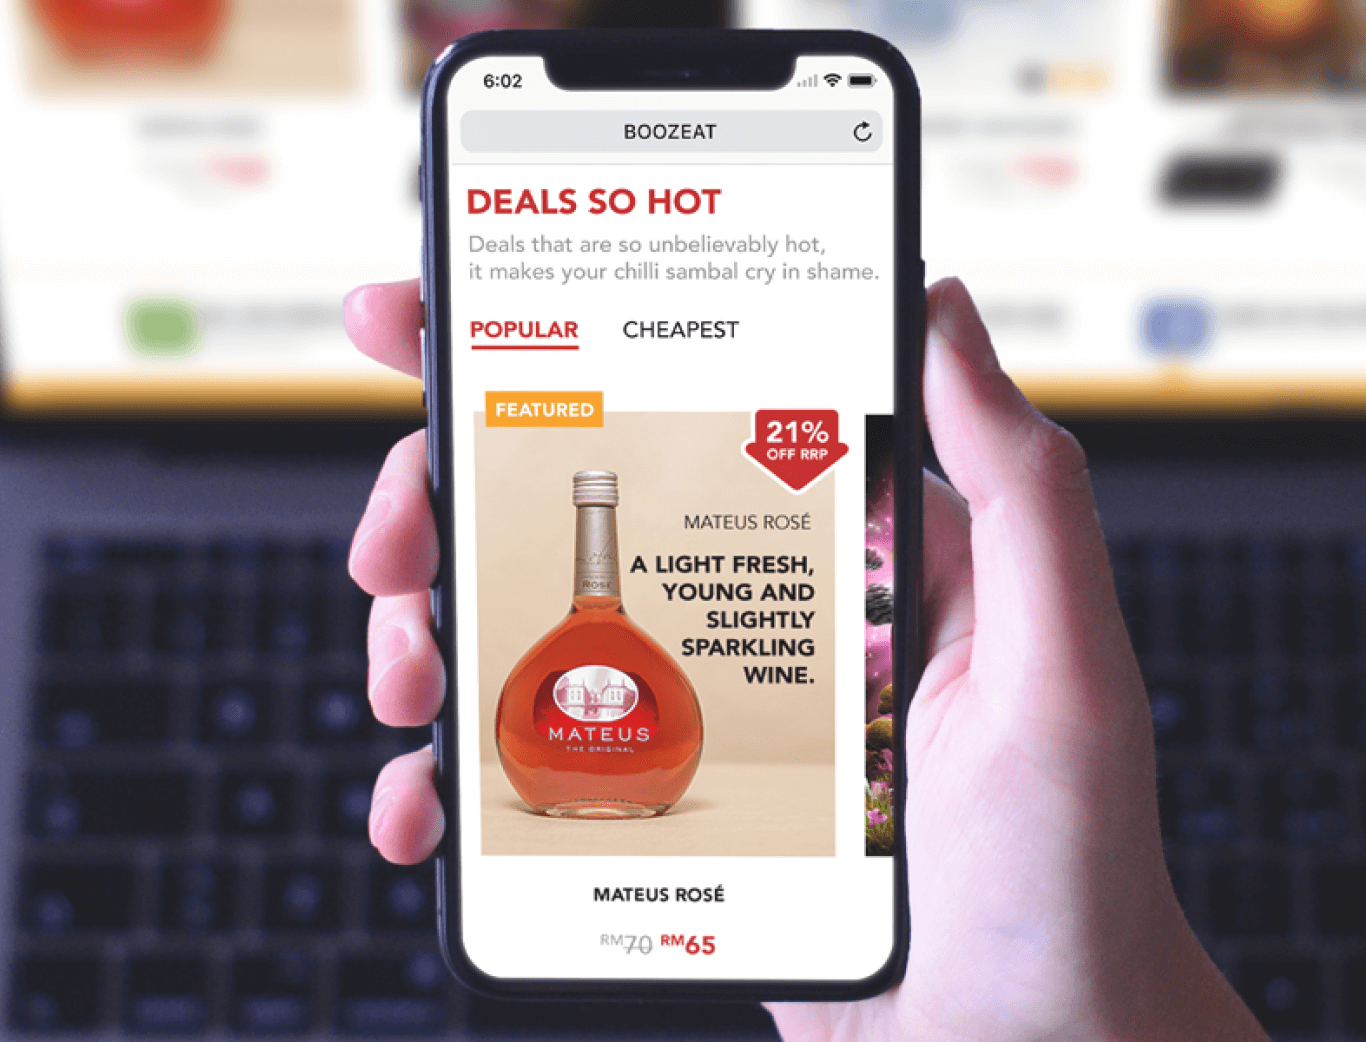 6:02
BOOZEAT
DEALS SO HOT
Deals that are so unbelievably hot,
it makes your chilli sambal cry in shame.
POPULAR
CHEAPEST
FEATURED
21%
OFF RRP
MATEUS ROSÉ
A LIGHT FRESH,
YOUNG AND
SLIGHTLY
SPARKLING
WINE.
ROSÉ
MATEUS
THE ORIGINAL
MATEUS ROSÉ
RM70 RM65